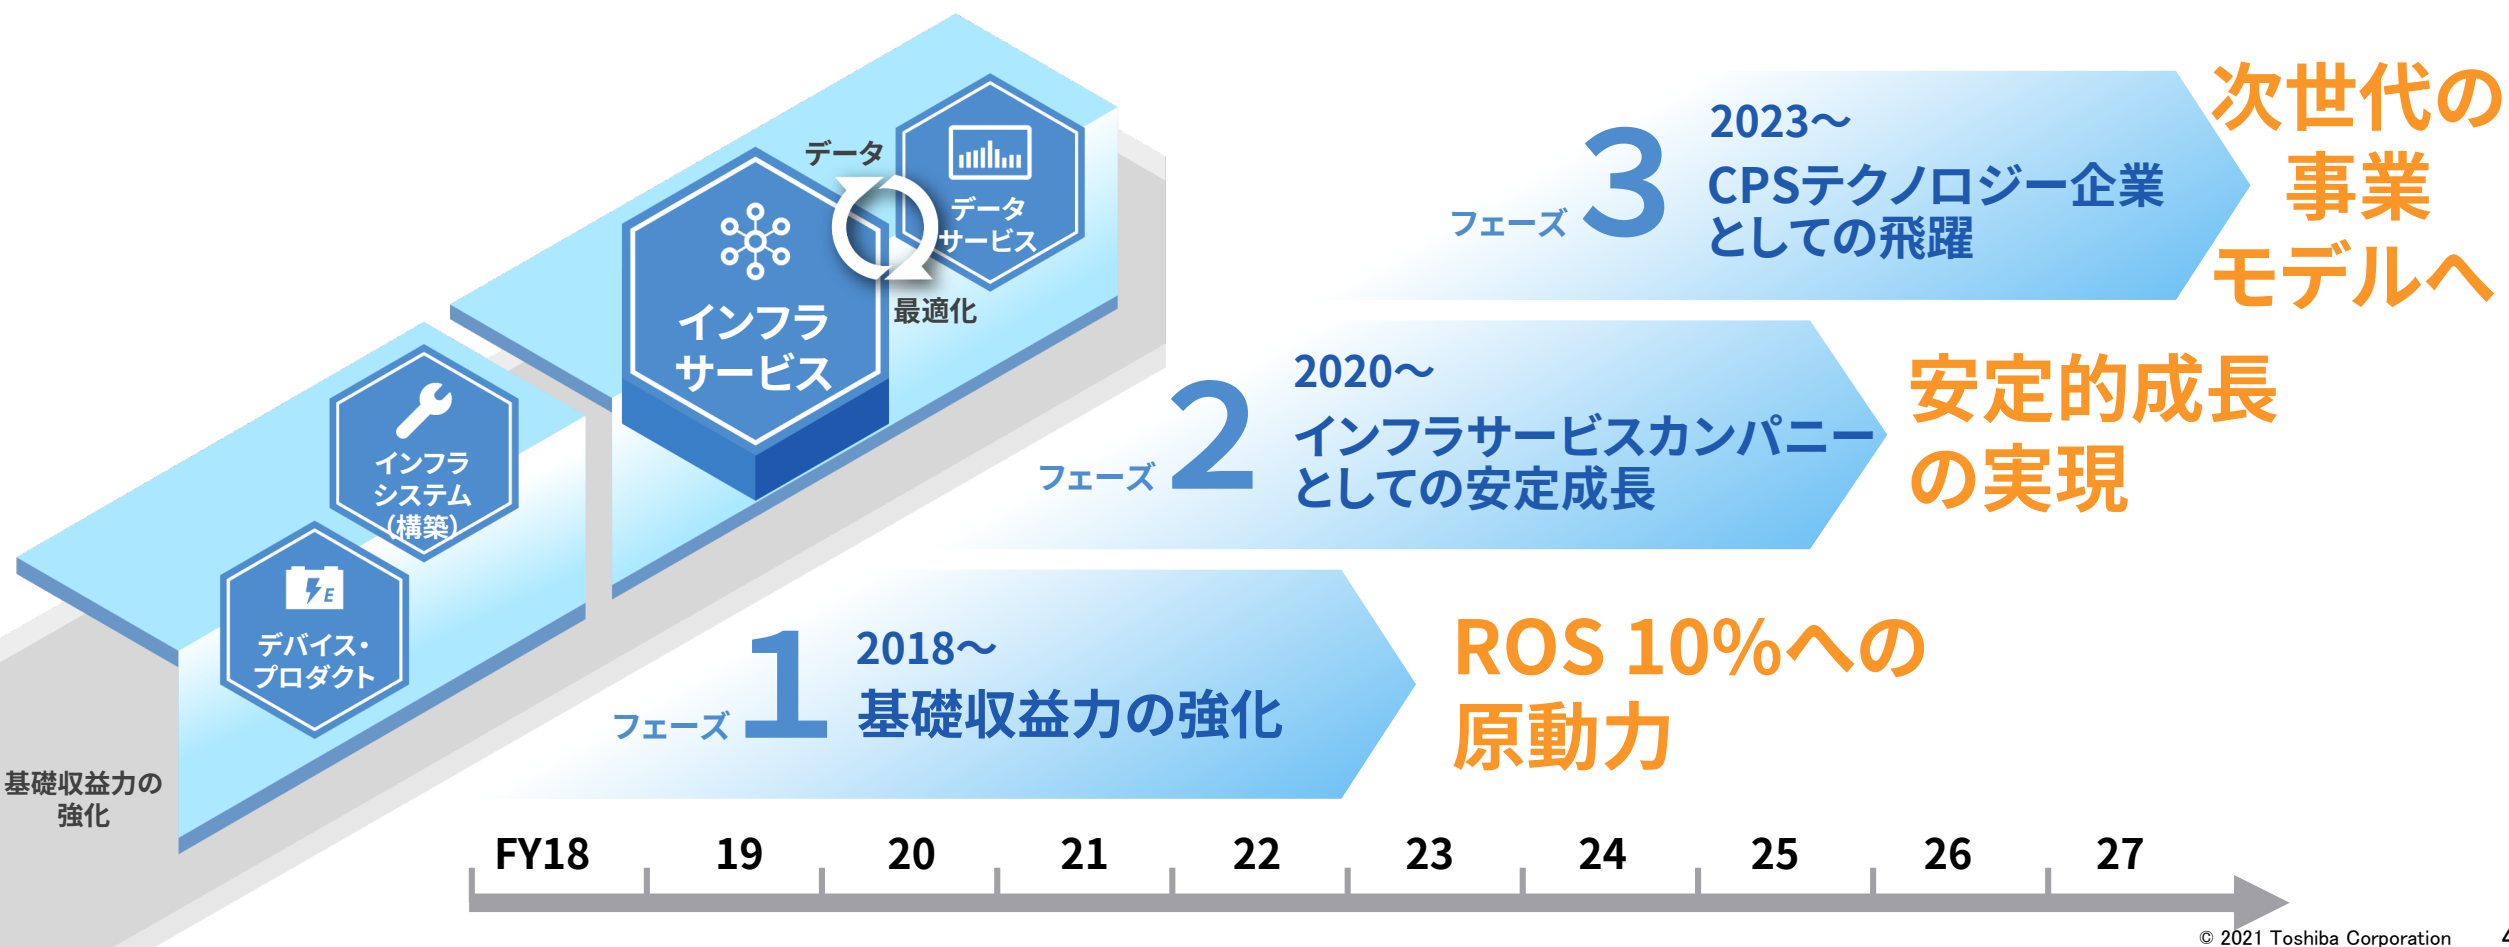 データ
データ
サービス
最適化
インフラ
サービス
インフラ
システム
（構築）
デバイス・
プロダクト
基礎収益力の
強化
フェーズ 3
2023～
CPSテクノロジー企業
としての飛躍
次世代の
事業
モデルへ
フェーズ 2
2020～
インフラサービスカンパニー
としての安定成長
安定的成長
の実現
フェーズ 1
2018～
基礎収益力の強化
ROS 10%への
原動力
FY18 19 20 21 22 23 24 25 26 27
© 2021 Toshiba Corporation 4